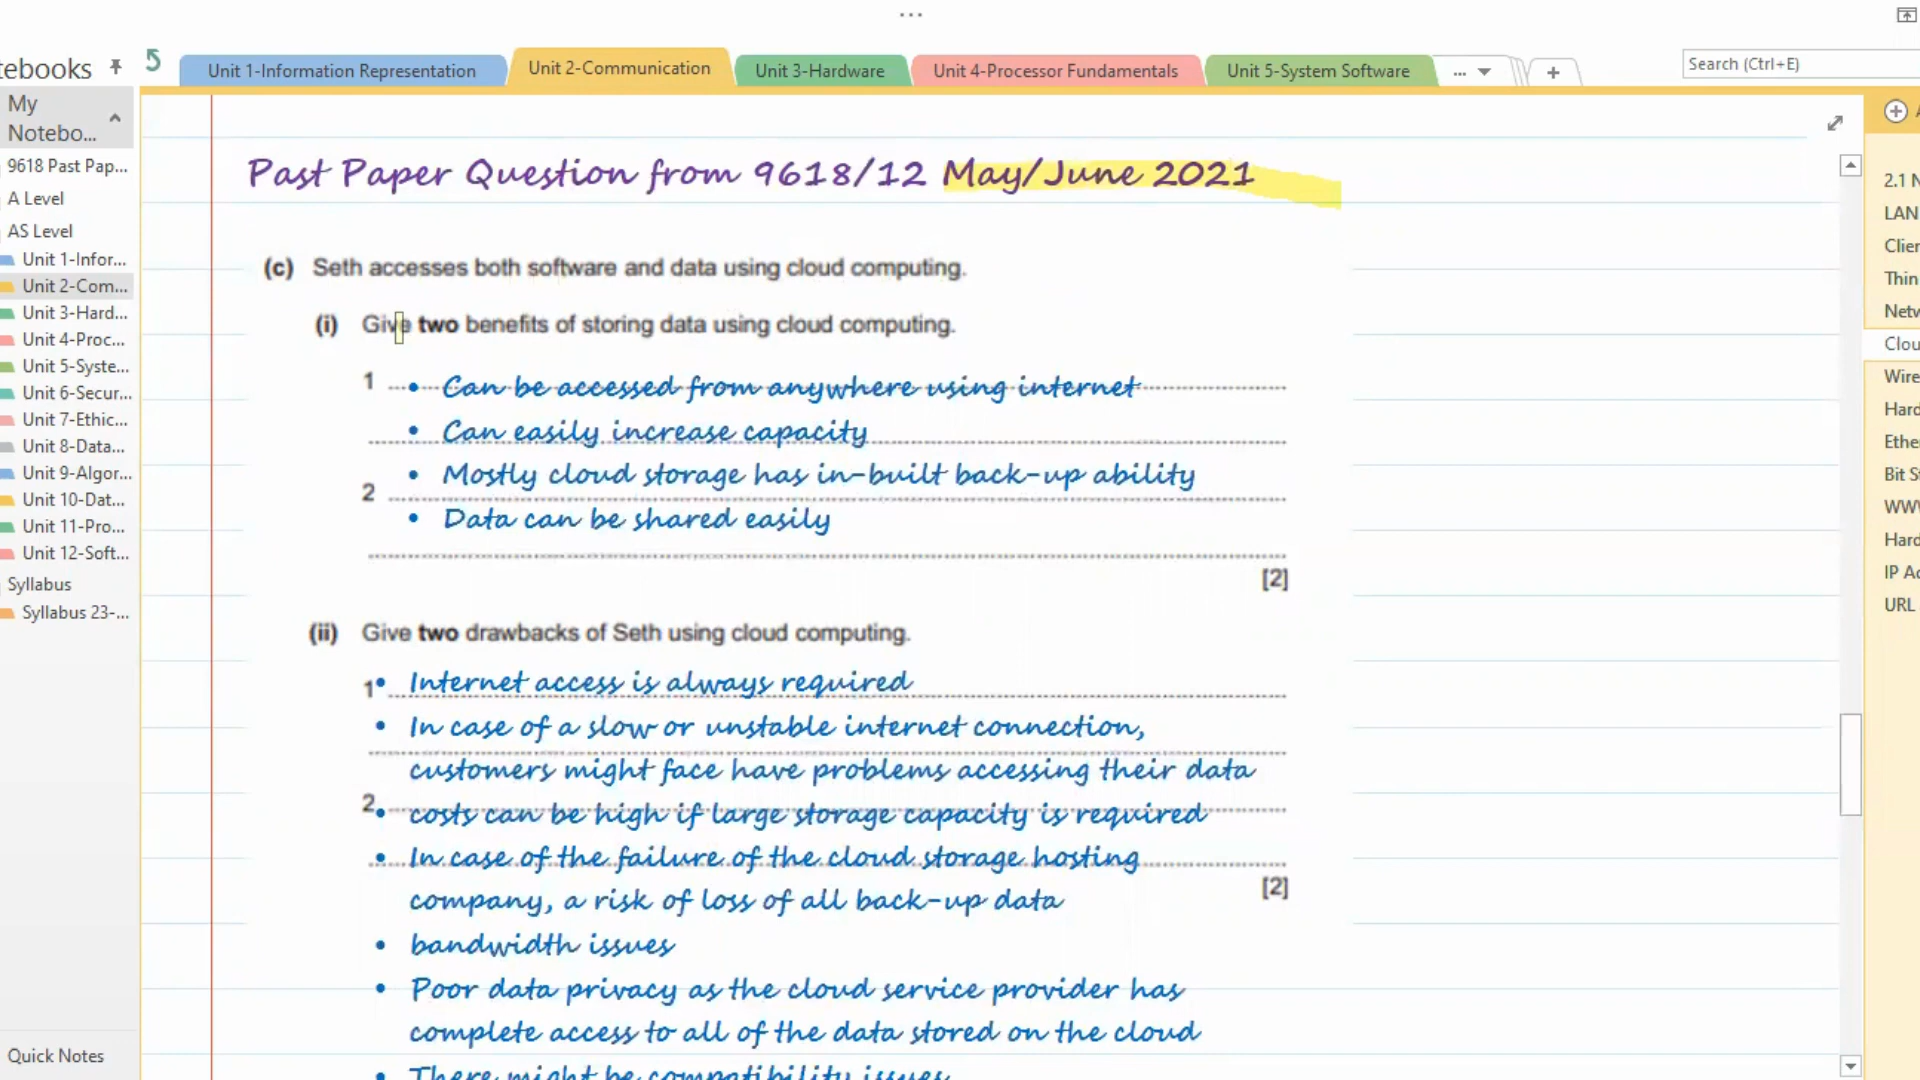 ...
tebooks
Unit 1-Information Representation
Unit 2-Communication
Unit 3-Hardware
Unit 4-Processor Fundamentals
Unit 5-System Software
...
Search (Ctrl+E)
My
Notebo...
9618 Past Pap...
A Level
AS Level
Unit 1-Infor...
Unit 2-Com...
Unit 3-Hard...
Unit 4-Proc...
Unit 5-Syste...
Unit 6-Secur...
Unit 7-Ethic...
Unit 8-Data...
Unit 9-Algor...
Unit 10-Dat...
Unit 11-Pro...
Unit 12-Soft...
Syllabus
Syllabus 23-...
Quick Notes
Past Paper Question from 9618/12 May/June 2021
(c) Seth accesses both software and data using cloud computing.
(i) Give two benefits of storing data using cloud computing.
1 • Can be accessed from anywhere using internet
• Can easily increase capacity
2 • Mostly cloud storage has in-built back-up ability
• Data can be shared easily
[2]
(ii) Give two drawbacks of Seth using cloud computing.
1 • Internet access is always required
• In case of a slow or unstable internet connection,
customers might face have problems accessing their data
2 • costs can be high if large storage capacity is required
• In case of the failure of the cloud storage hosting
company, a risk of loss of all back-up data
[2]
• bandwidth issues
• Poor data privacy as the cloud service provider has
complete access to all of the data stored on the cloud
• There might be compatibility issues
2.1 N
LAN
Clier
Thin
Netw
Clou
Wire
Hard
Ethe
Bit S
WWW
Hard
IP Ac
URL